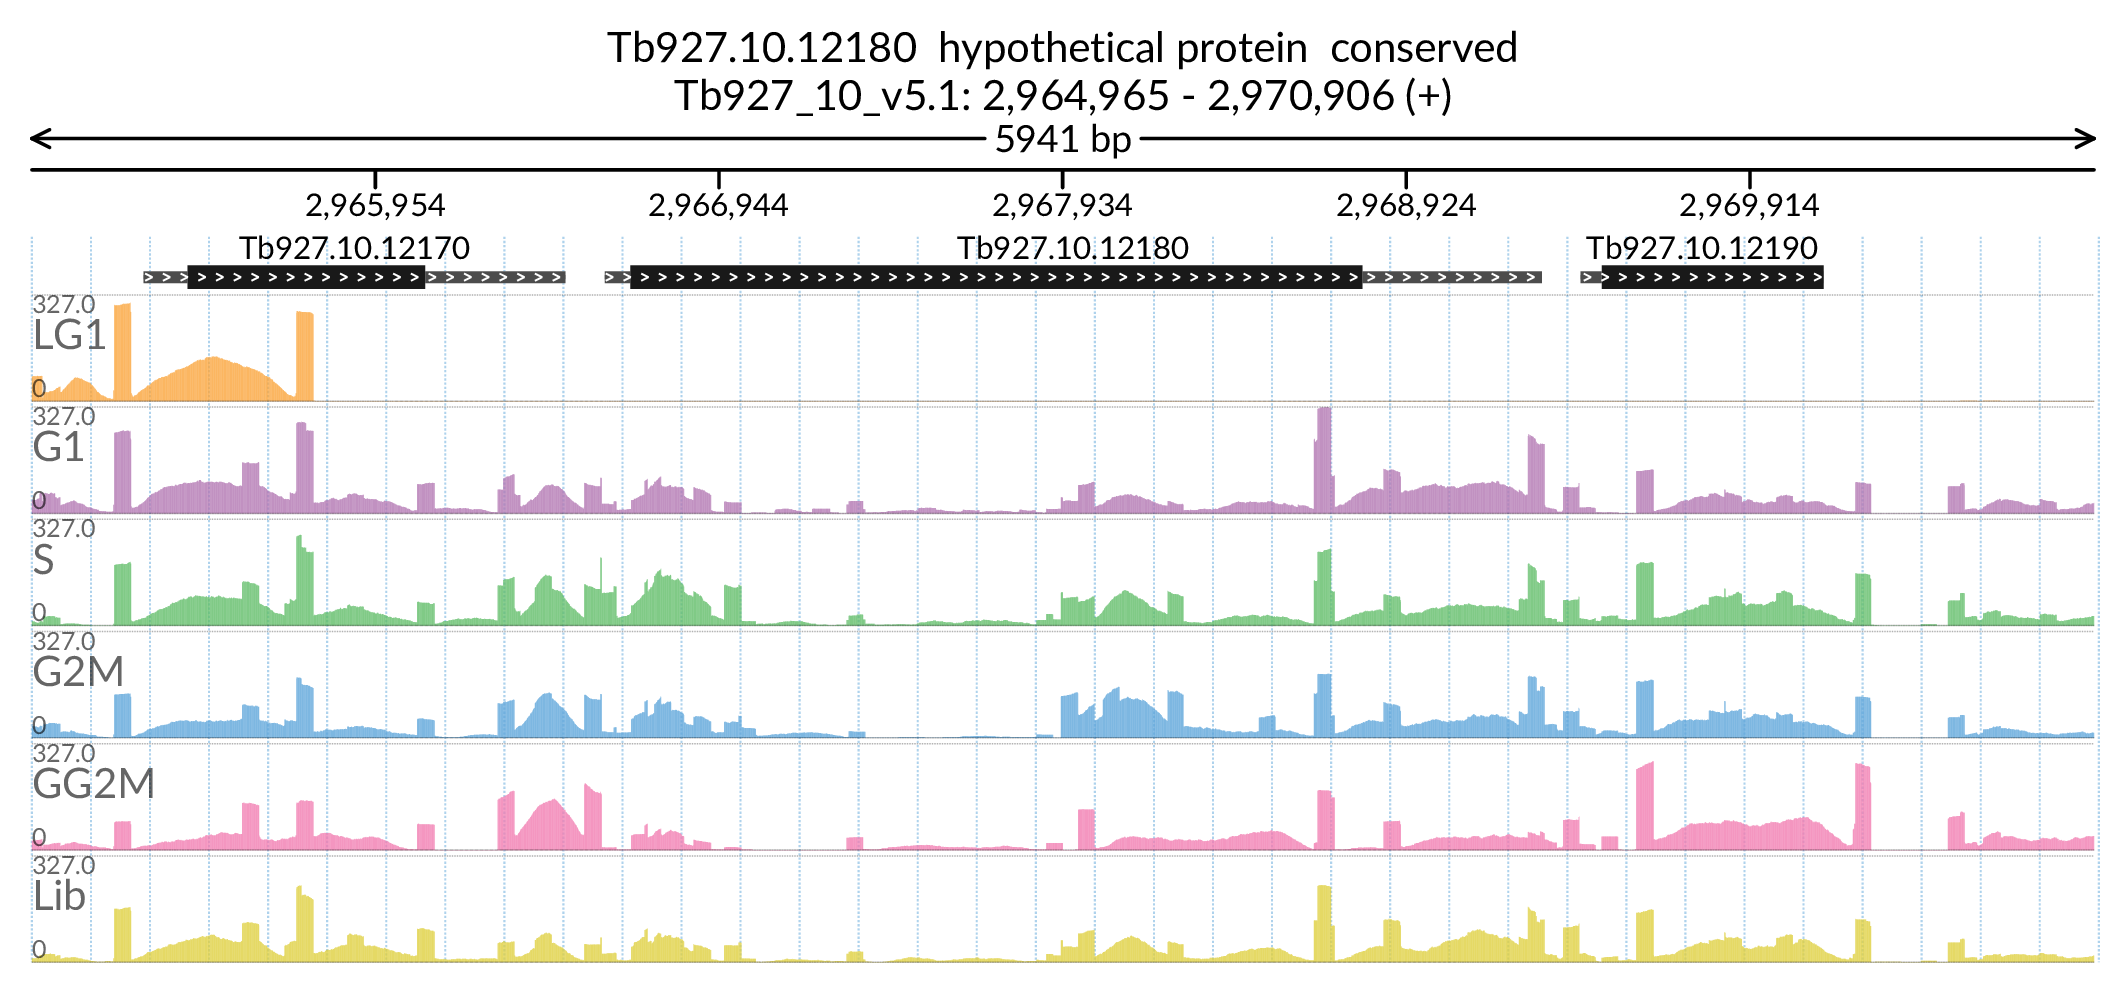 Tb927.10.12180  hypothetical protein  conserved
Tb927_10_v5.1: 2,964,965 - 2,970,906 (+)
5941 bp
2,965,954 2,966,944 2,967,934 2,968,924 2,969,914
Tb927.10.12170 Tb927.10.12180 Tb927.10.12190
327.0
LG1
0
327.0
G1
0
327.0
S
0
327.0
G2M
0
327.0
GG2M
0
327.0
Lib
0